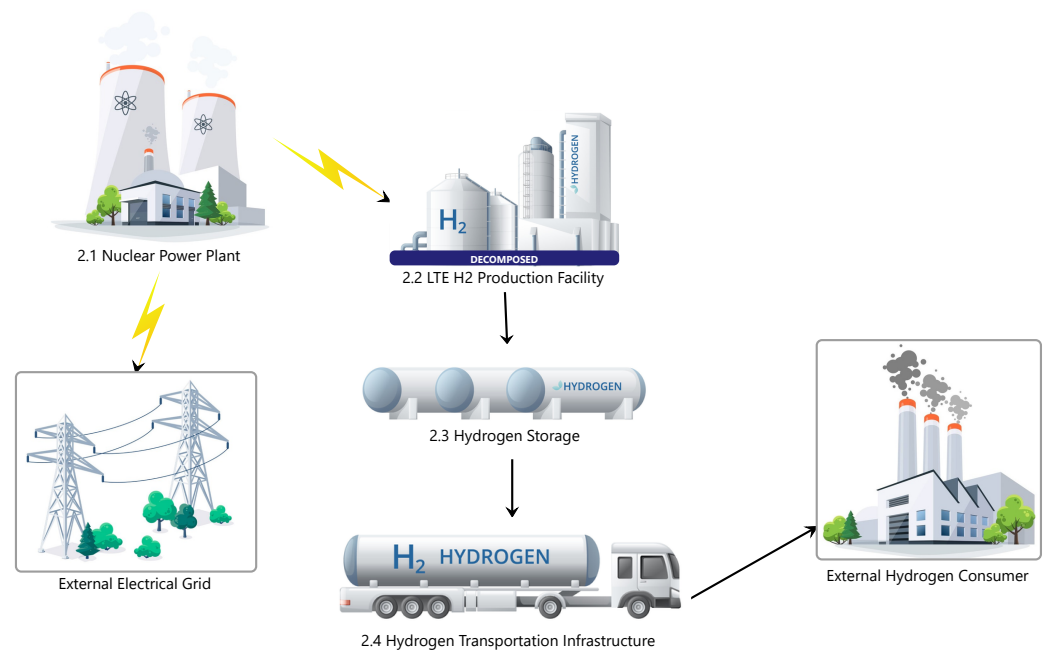 HYDROGEN
H2
DECOMPOSED
2.1 Nuclear Power Plant
2.2 LTE H2 Production Facility
HYDROGEN
2.3 Hydrogen Storage
H2 HYDROGEN
External Electrical Grid
External Hydrogen Consumer
2.4 Hydrogen Transportation Infrastructure